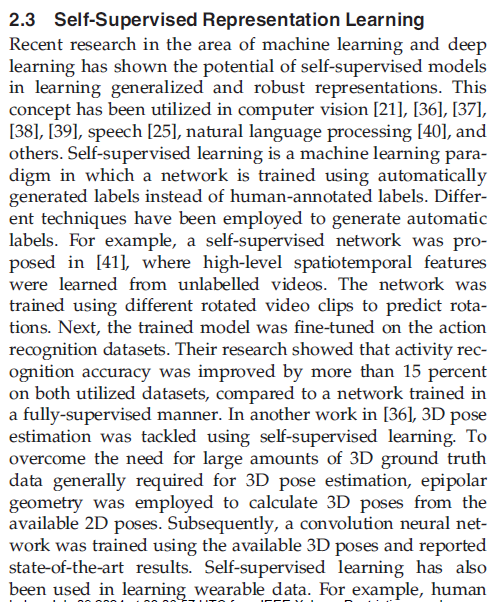 2.3 Self-Supervised Representation Learning
Recent research in the area of machine learning and deep
learning has shown the potential of self-supervised models
in learning generalized and robust representations. This
concept has been utilized in computer vision [21], [36], [37],
[38], [39], speech [25], natural language processing [40], and
others. Self-supervised learning is a machine learning para-
digm in which a network is trained using automatically
generated labels instead of human-annotated labels. Differ-
ent techniques have been employed to generate automatic
labels. For example, a self-supervised network was pro-
posed in [41], where high-level spatiotemporal features
were learned from unlabelled videos. The network was
trained using different rotated video clips to predict rota-
tions. Next, the trained model was fine-tuned on the action
recognition datasets. Their research showed that activity rec-
ognition accuracy was improved by more than 15 percent
on both utilized datasets, compared to a network trained in
a fully-supervised manner. In another work in [36], 3D pose
estimation was tackled using self-supervised learning. To
overcome the need for large amounts of 3D ground truth
data generally required for 3D pose estimation, epipolar
geometry was employed to calculate 3D poses from the
available 2D poses. Subsequently, a convolution neural net-
work was trained using the available 3D poses and reported
state-of-the-art results. Self-supervised learning has also
been used in learning wearable data. For example, human